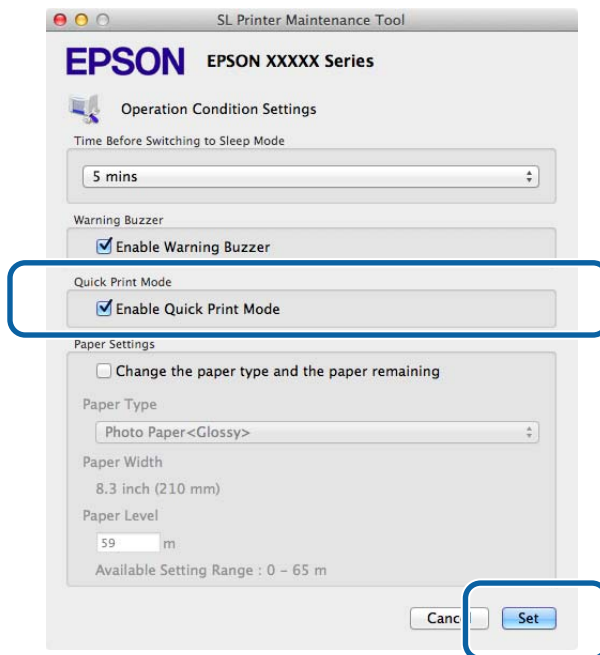 SL Printer Maintenance Tool
EPSON EPSON XXXXX Series
Operation Condition Settings
Time Before Switching to Sleep Mode
5 mins
Warning Buzzer
Enable Warning Buzzer
Quick Print Mode
Enable Quick Print Mode
Paper Settings
Change the paper type and the paper remaining
Paper Type
Photo Paper<Glossy>
Paper Width
8.3 inch (210 mm)
Paper Level
59 m
Available Setting Range : 0 – 65 m
Cancel Set